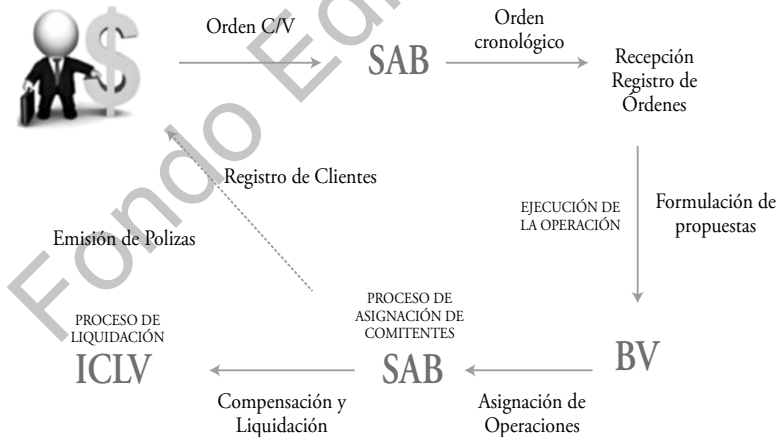 Orden C/V
SAB
Orden
cronológico
Recepción
Registro de
Órdenes
Registro de Clientes
EJECUCIÓN DE
LA OPERACIÓN
Formulación de
propuestas
Emisión de Polizas
PROCESO DE
LIQUIDACIÓN
ICLV
PROCESO DE
ASIGNACIÓN DE
COMITENTES
SAB
BV
Compensación y
Liquidación
Asignación de
Operaciones
Fondo Edi